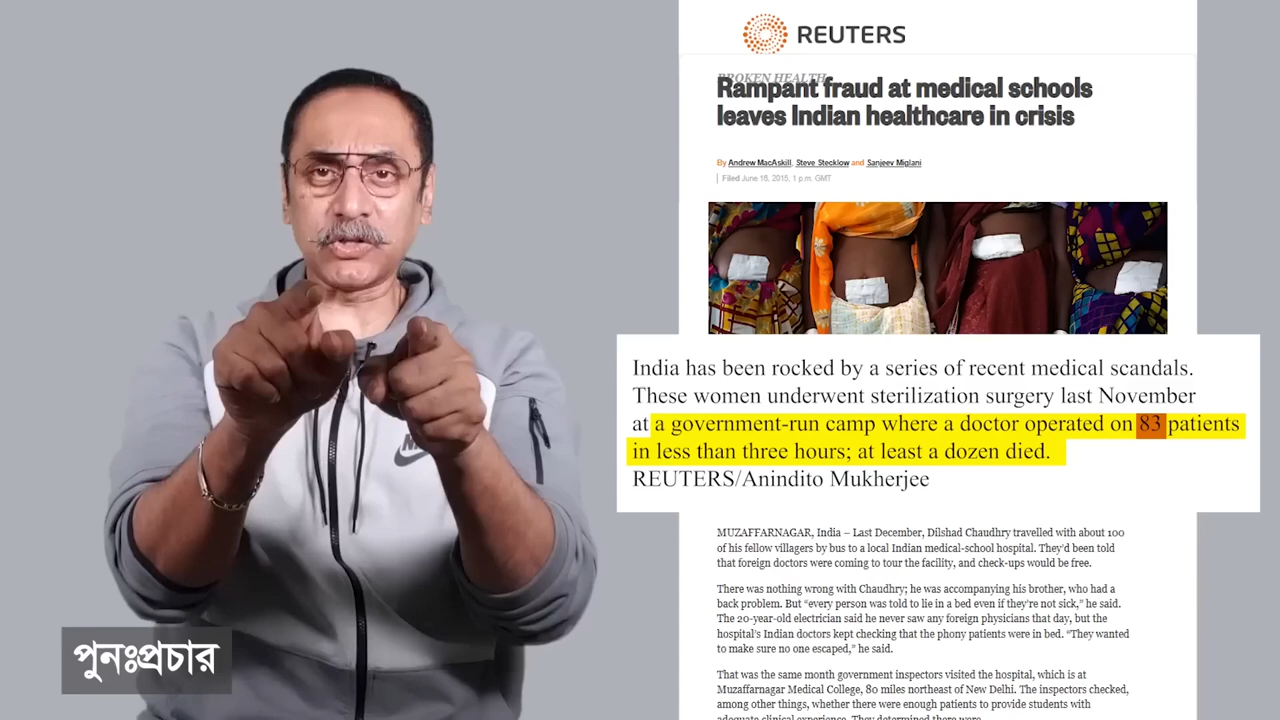 REUTERS
BROKEN HEALTH
Rampant fraud at medical schools
leaves Indian healthcare in crisis
By Andrew MacAskill, Steve Stecklow and Sanjeev Miglani
Filed June 16, 2015, 1 p.m. GMT
India has been rocked by a series of recent medical scandals.
These women underwent sterilization surgery last November
at a government-run camp where a doctor operated on 83 patients
in less than three hours; at least a dozen died.
REUTERS/Anindito Mukherjee
MUZAFFARNAGAR, India – Last December, Dilshad Chaudhry travelled with about 100
of his fellow villagers by bus to a local Indian medical-school hospital. They’d been told
that foreign doctors were coming to tour the facility, and check-ups would be free.
There was nothing wrong with Chaudhry; he was accompanying his brother, who had a
back problem. But “every person was told to lie in a bed even if they’re not sick,” he said.
The 20-year-old electrician said he never saw any foreign physicians that day, but the
hospital’s Indian doctors kept checking that the phony patients were in bed. “They wanted
to make sure no one escaped,” he said.
That was the same month government inspectors visited the hospital, which is at
Muzaffarnagar Medical College, 80 miles northeast of New Delhi. The inspectors checked,
among other things, whether there were enough patients to provide students with
adequate clinical experience. They determined there were
পুনঃপ্রচার